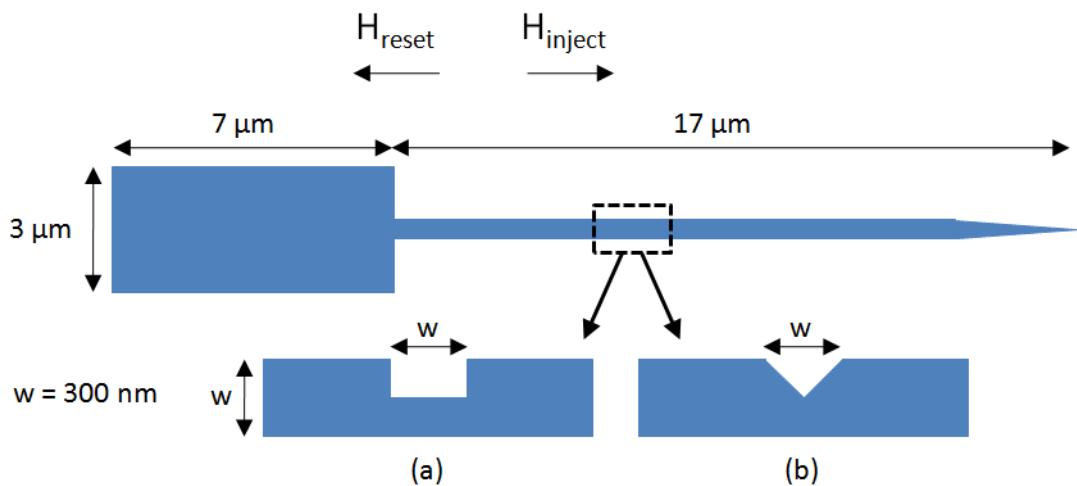 H_reset H_inject
7 μm 17 μm
3 μm
w w
w = 300 nm w
(a) (b)